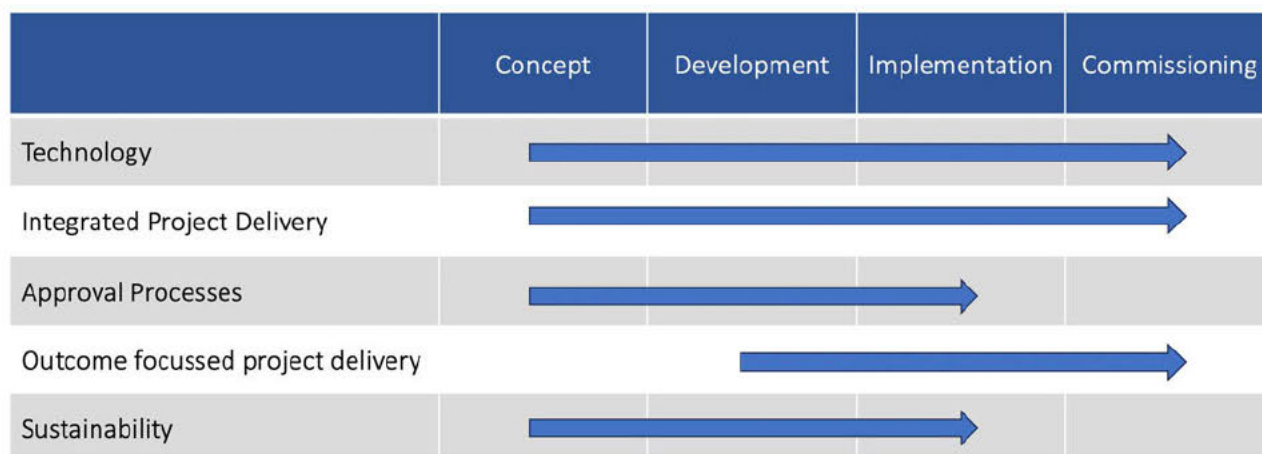 Concept Development Implementation Commissioning
Technology
Integrated Project Delivery
Approval Processes
Outcome focussed project delivery
Sustainability